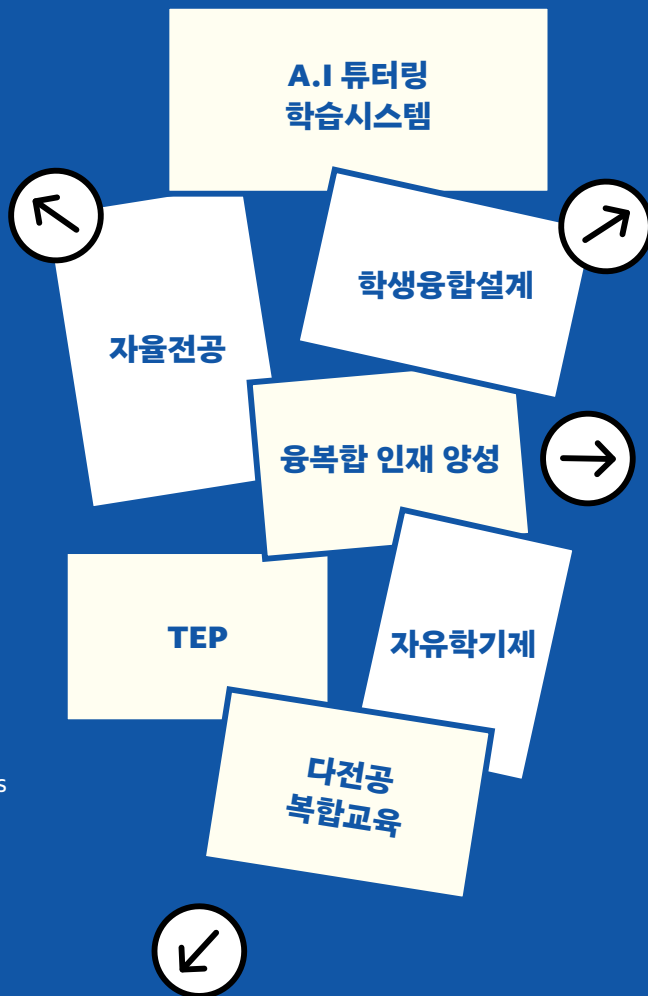 A.I 튜터링
학습시스템
학생융합설계
자율전공
융복합 인재 양성
TEP
자유학기제
s
다전공
복합교육